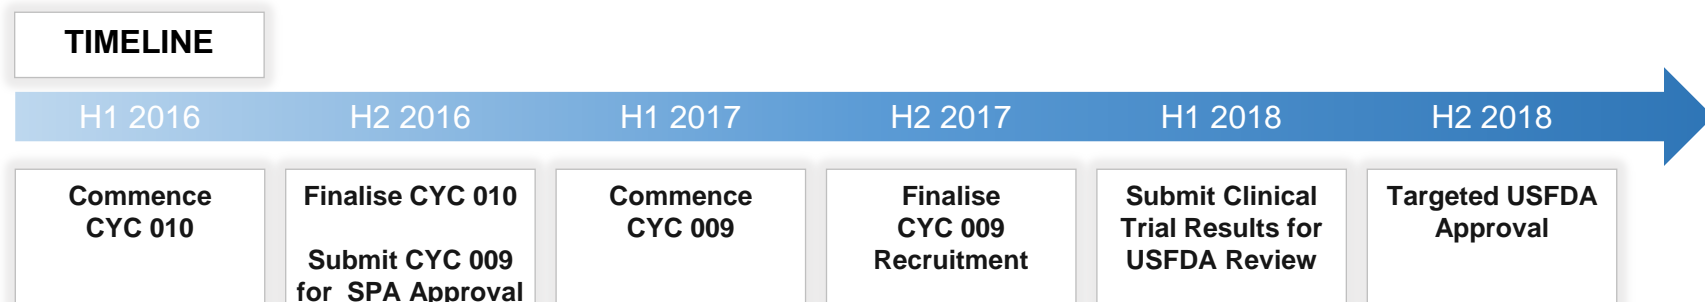 TIMELINE
H1 2016
H2 2016
H1 2017
H2 2017
H1 2018
H2 2018
Commence
CYC 010
Finalise CYC 010
Submit CYC 009
for SPA Approval
Commence
CYC 009
Finalise
CYC 009
Recruitment
Submit Clinical
Trial Results for
USFDA Review
Targeted USFDA
Approval